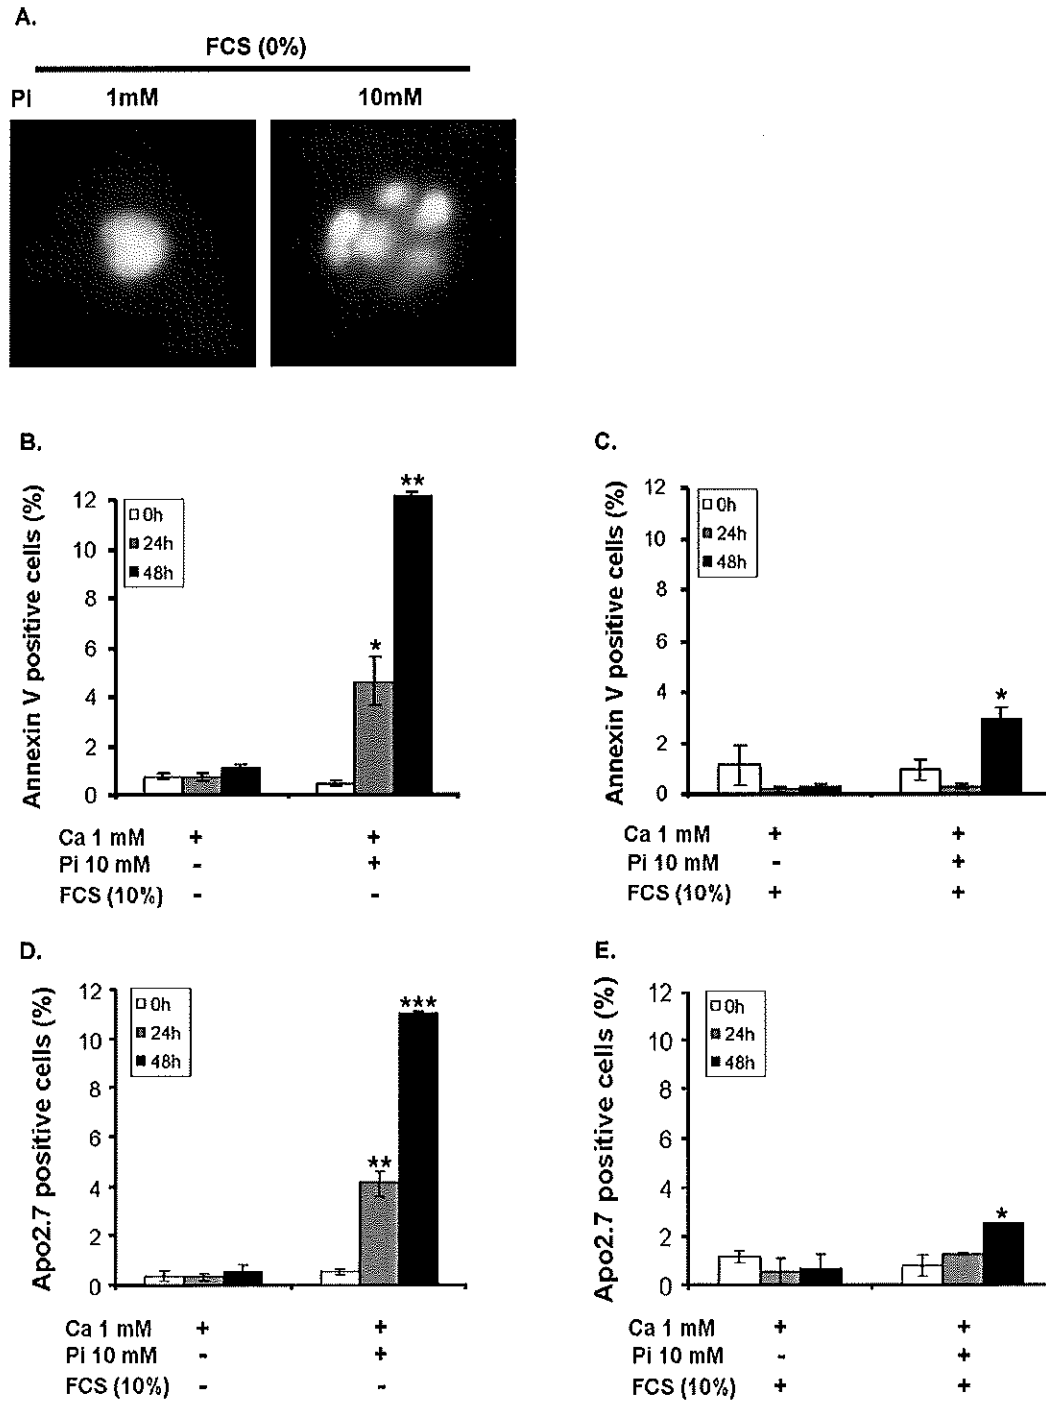 A.
FCS (0%)
Pi 1mM 10mM
B.
Annexin V positive cells (%)
12
10
8
6
4
2
0
0h
24h
48h
*
**
Ca 1 mM + +
Pi 10 mM - +
FCS (10%) - -
C.
Annexin V positive cells (%)
12
10
8
6
4
2
0
0h
24h
48h
*
Ca 1 mM + +
Pi 10 mM - +
FCS (10%) + +
D.
Apo2.7 positive cells (%)
12
10
8
6
4
2
0
0h
24h
48h
**
***
Ca 1 mM + +
Pi 10 mM - +
FCS (10%) - -
E.
Apo2.7 positive cells (%)
12
10
8
6
4
2
0
0h
24h
48h
*
Ca 1 mM + +
Pi 10 mM - +
FCS (10%) + +